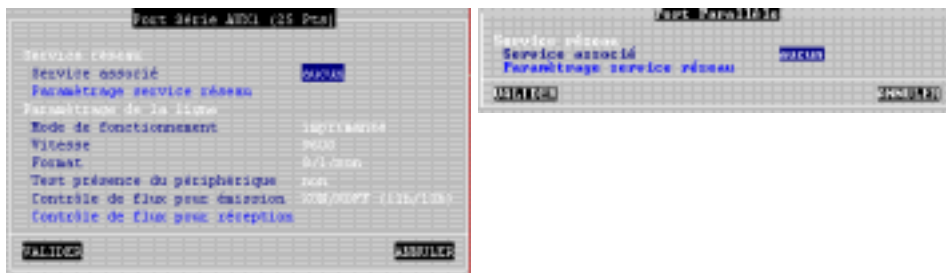 Port Série AUX1 (25 Pts)
Service réseau
Service associé aucun
Paramètrage service réseau
Paramètrage de la ligne
Mode de fonctionnement imprimante
Vitesse 9600
Format 8/1/non
Test présence du périphérique non
Contrôle de flux pour émission XON/XOFF (11h/13h)
Contrôle de flux pour réception
VALIDER ANNULER
Port Parallèle
Service réseau
Service associé aucun
Paramètrage service réseau
VALIDER ANNULER